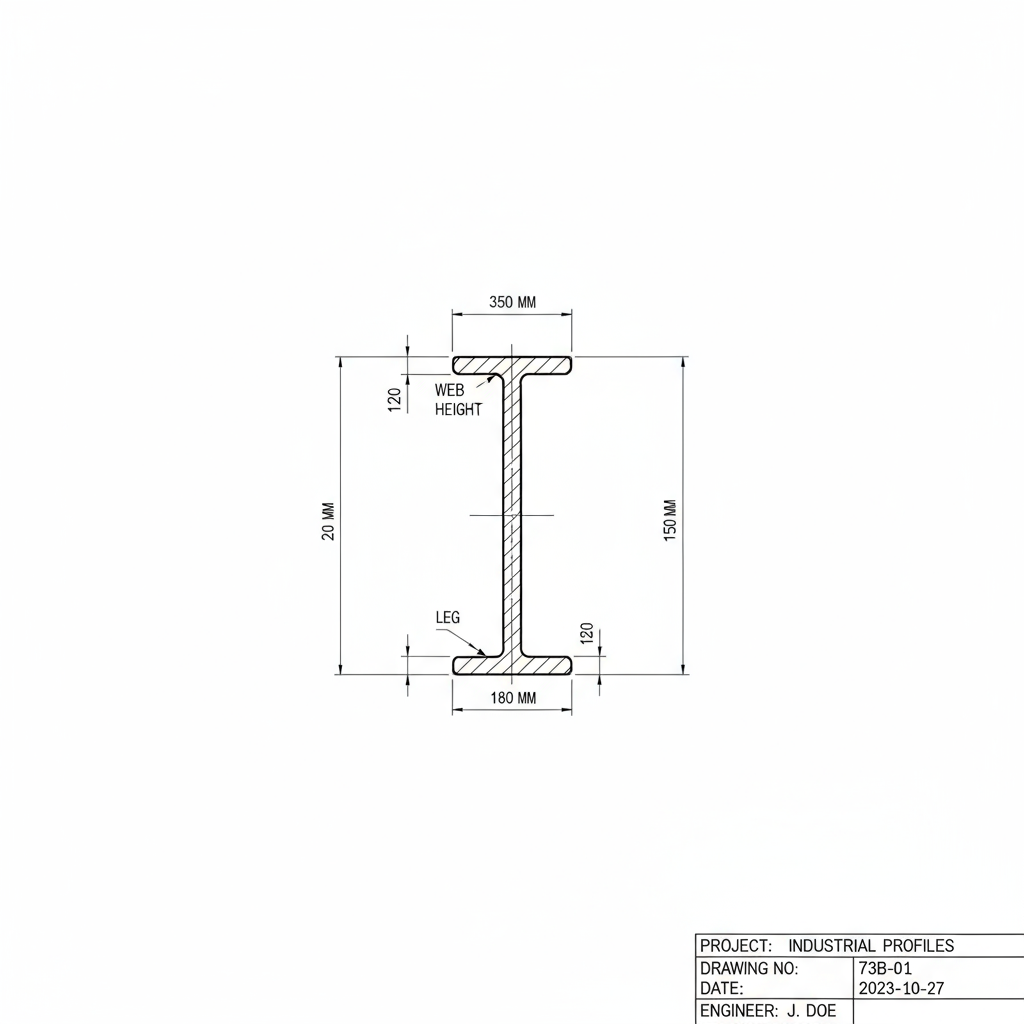 350 MM
WEB
HEIGHT
120
20 MM
150 MM
LEG
120
180 MM
PROJECT: INDUSTRIAL PROFILES
DRAWING NO: 73B-01
DATE: 2023-10-27
ENGINEER: J. DOE